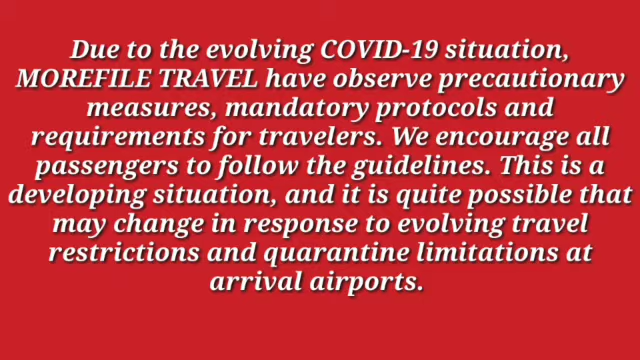 Due to the evolving COVID-19 situation,
MOREFILE TRAVEL have observe precautionary
measures, mandatory protocols and
requirements for travelers. We encourage all
passengers to follow the guidelines. This is a
developing situation, and it is quite possible that
may change in response to evolving travel
restrictions and quarantine limitations at
arrival airports.